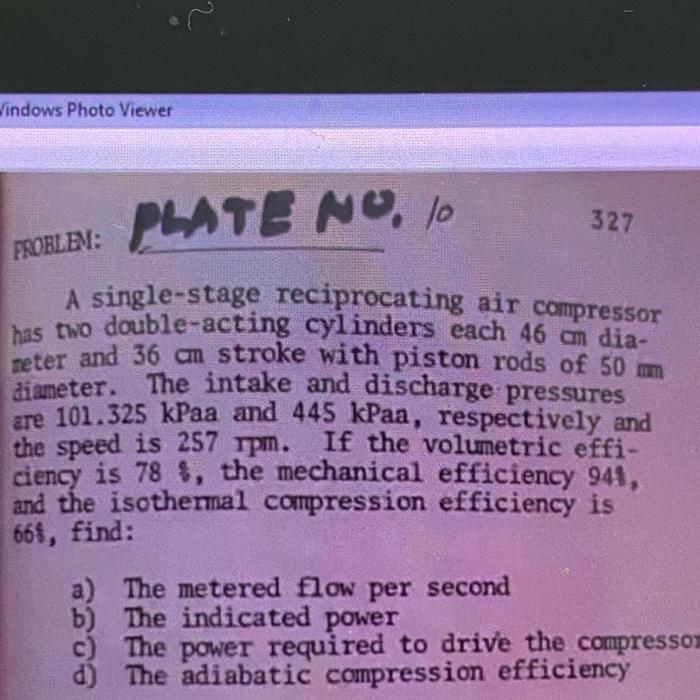 Windows Photo Viewer
PLATE NO. 10
327
PROBLEM:
A single-stage reciprocating air compressor
has two double-acting cylinders each 46 cm dia-
meter and 36 cm stroke with piston rods of 50 mm
diameter. The intake and discharge pressures
are 101.325 kPaa and 445 kPaa, respectively and
the speed is 257 rpm. If the volumetric effi-
ciency is 78 %, the mechanical efficiency 94%,
and the isothermal compression efficiency is
66%, find:
a) The metered flow per second
b) The indicated power
c) The power required to drive the compressor
d) The adiabatic compression efficiency